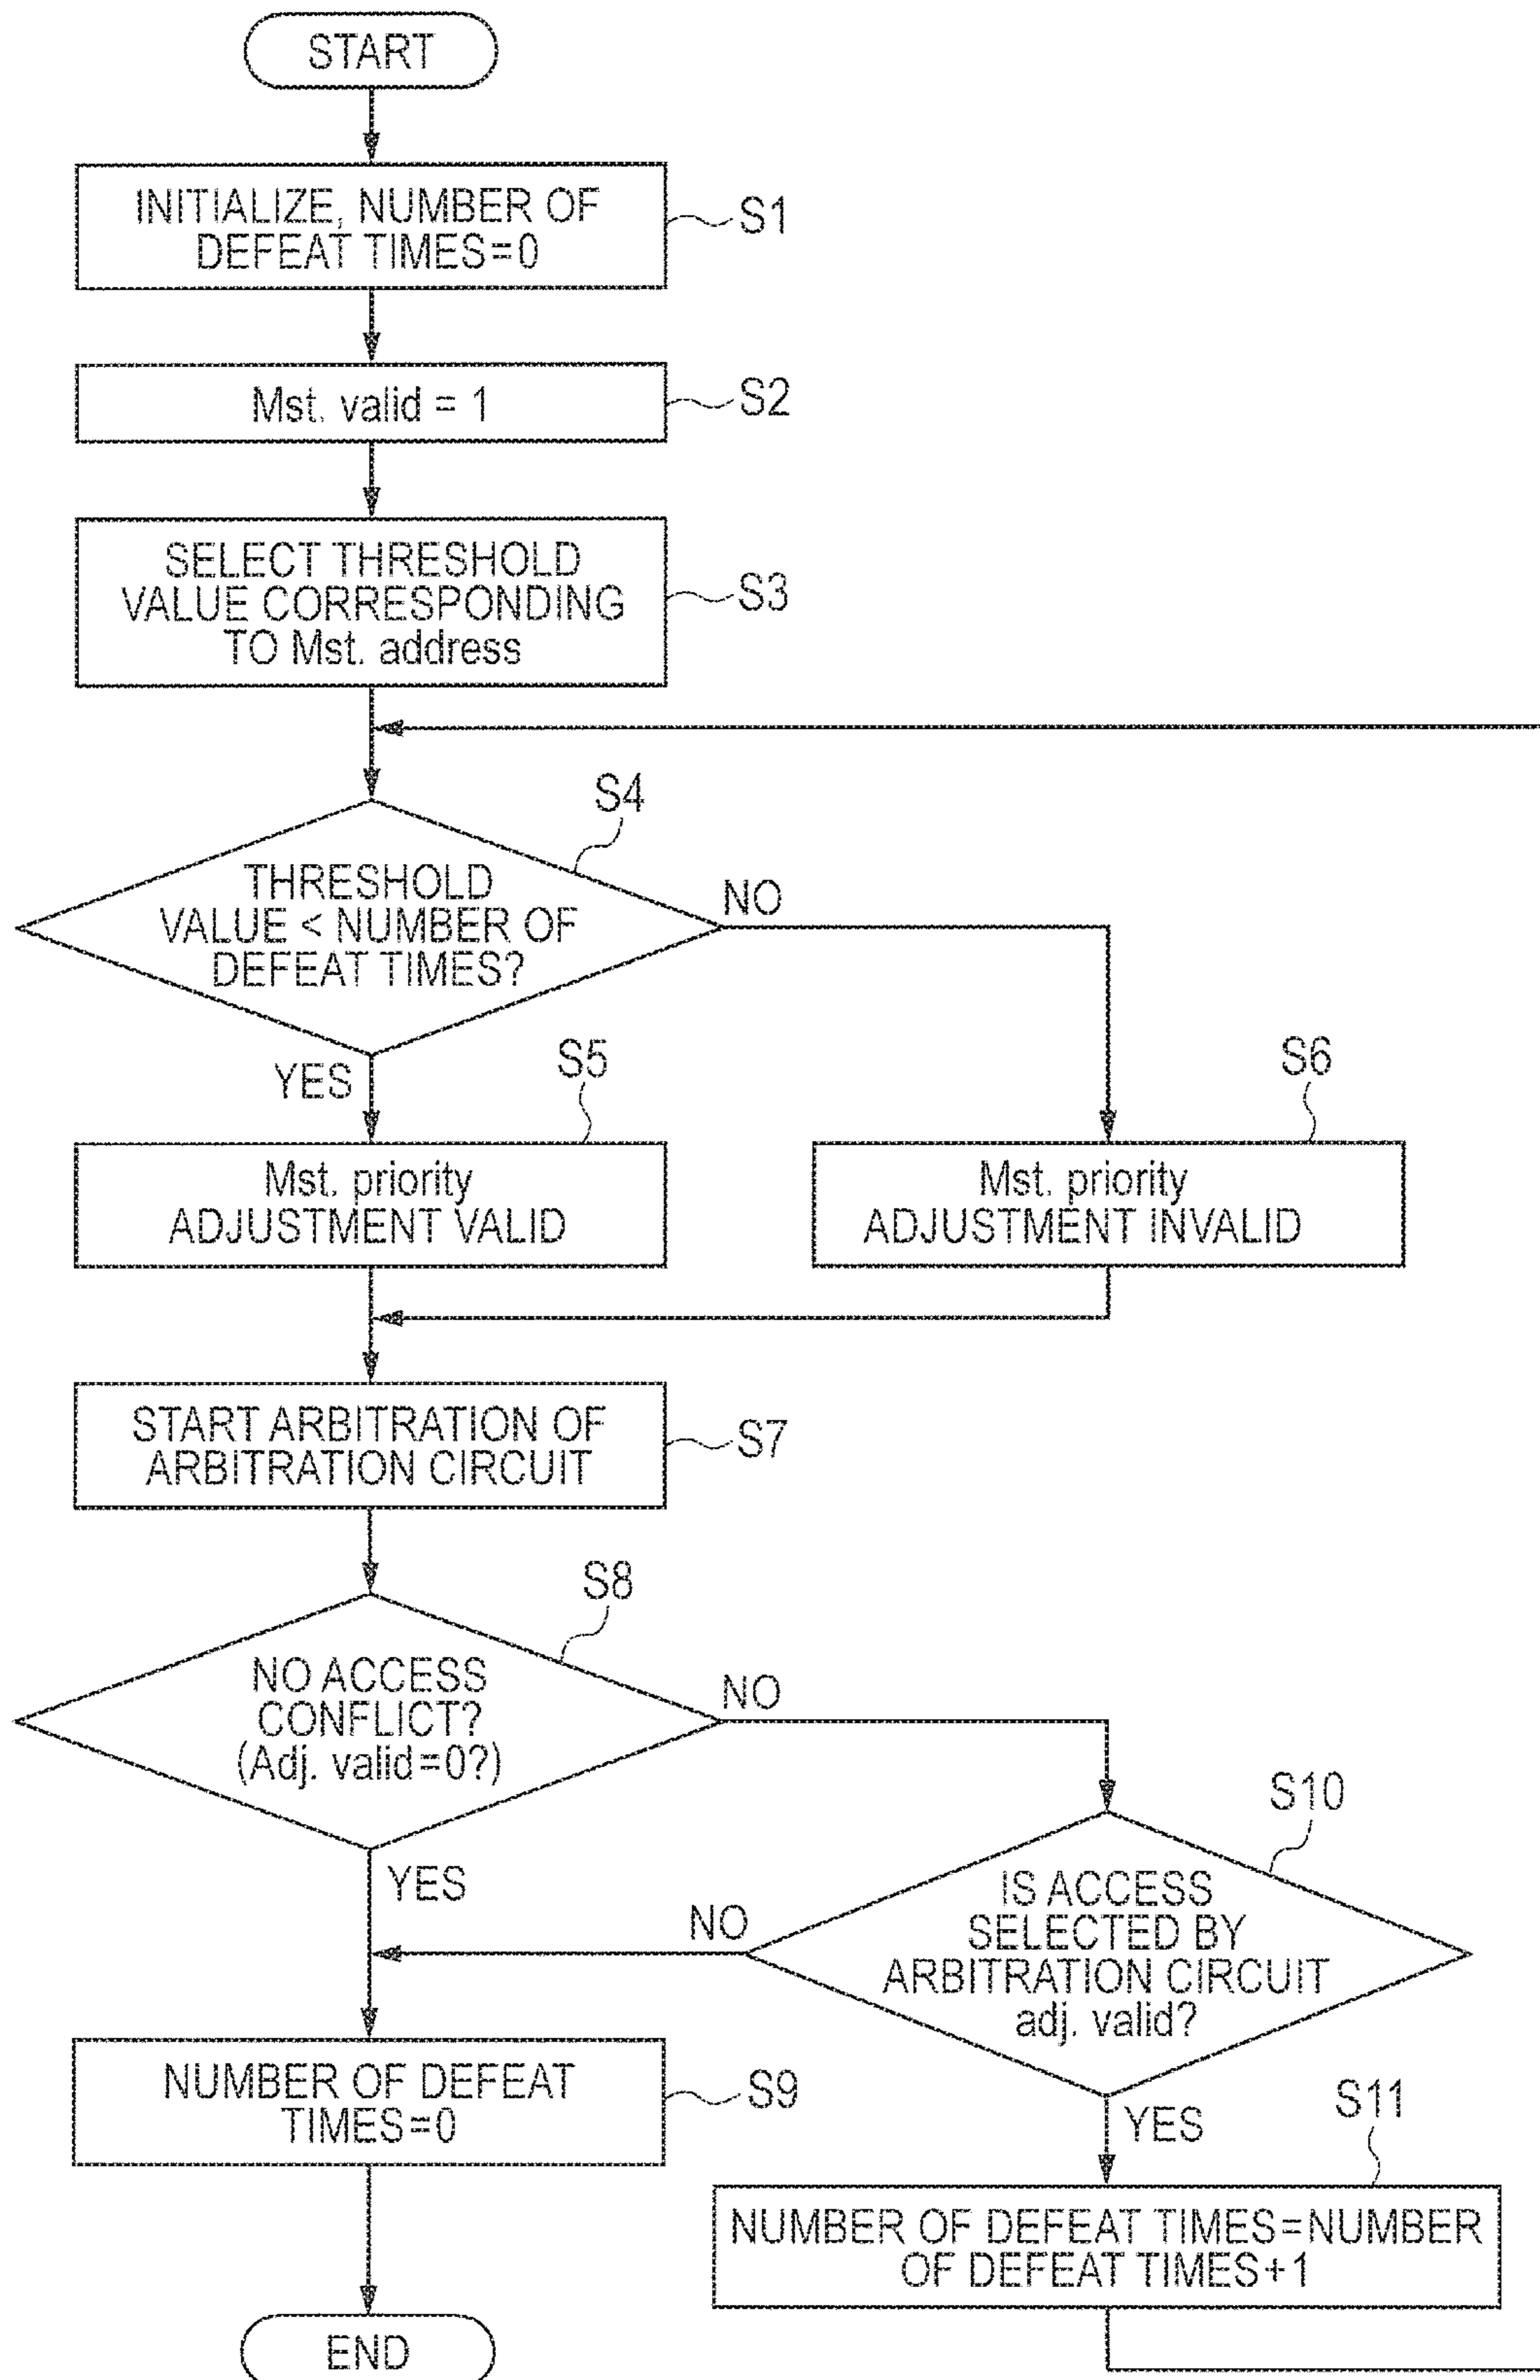 START
INITIALIZE, NUMBER OF
DEFEAT TIMES=0
S1
Mst. valid = 1
S2
SELECT THRESHOLD
VALUE CORRESPONDING
TO Mst. address
S3
S4
THRESHOLD
VALUE < NUMBER OF
DEFEAT TIMES?
NO
YES
S5
S6
Mst. priority
ADJUSTMENT VALID
Mst. priority
ADJUSTMENT INVALID
START ARBITRATION OF
ARBITRATION CIRCUIT
S7
S8
NO ACCESS
CONFLICT?
(Adj. valid=0?)
NO
YES
S10
IS ACCESS
SELECTED BY
ARBITRATION CIRCUIT
adj. valid?
NO
YES
NUMBER OF DEFEAT
TIMES=0
S9
S11
NUMBER OF DEFEAT TIMES=NUMBER
OF DEFEAT TIMES+1
END